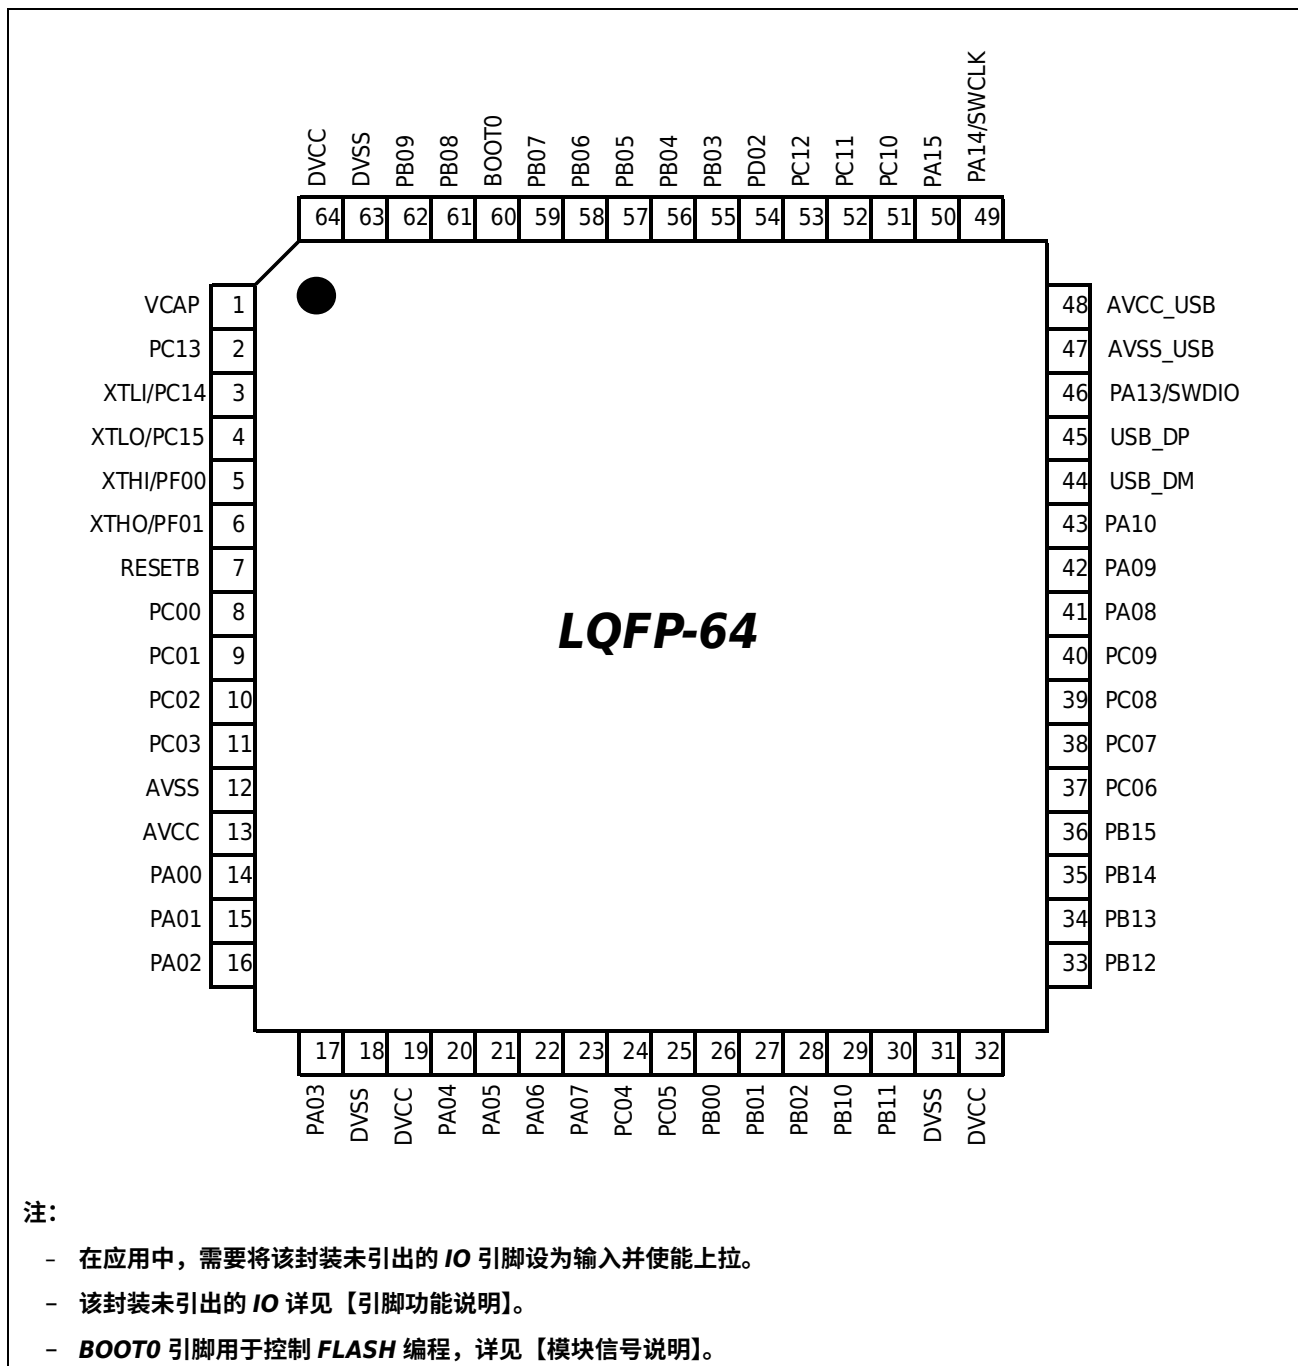 DVCC DVSS PB09 PB08 BOOT0 PB07 PB06 PB05 PB04 PB03 PD02 PC12 PC11 PC10 PA15 PA14/SWCLK
64 63 62 61 60 59 58 57 56 55 54 53 52 51 50 49
VCAP 1 48 AVCC_USB
PC13 2 47 AVSS_USB
XTLI/PC14 3 46 PA13/SWDIO
XTLO/PC15 4 45 USB_DP
XTHI/PF00 5 44 USB_DM
XTHO/PF01 6 43 PA10
RESETB 7 42 PA09
PC00 8 41 PA08
LQFP-64
PC01 9 40 PC09
PC02 10 39 PC08
PC03 11 38 PC07
AVSS 12 37 PC06
AVCC 13 36 PB15
PA00 14 35 PB14
PA01 15 34 PB13
PA02 16 33 PB12
17 18 19 20 21 22 23 24 25 26 27 28 29 30 31 32
PA03 DVSS DVCC PA04 PA05 PA06 PA07 PC04 PC05 PB00 PB01 PB02 PB10 PB11 DVSS DVCC
注：
– 在应用中，需要将该封装未引出的 IO 引脚设为输入并使能上拉。
– 该封装未引出的 IO 详见【引脚功能说明】。
– BOOT0 引脚用于控制 FLASH 编程，详见【模块信号说明】。